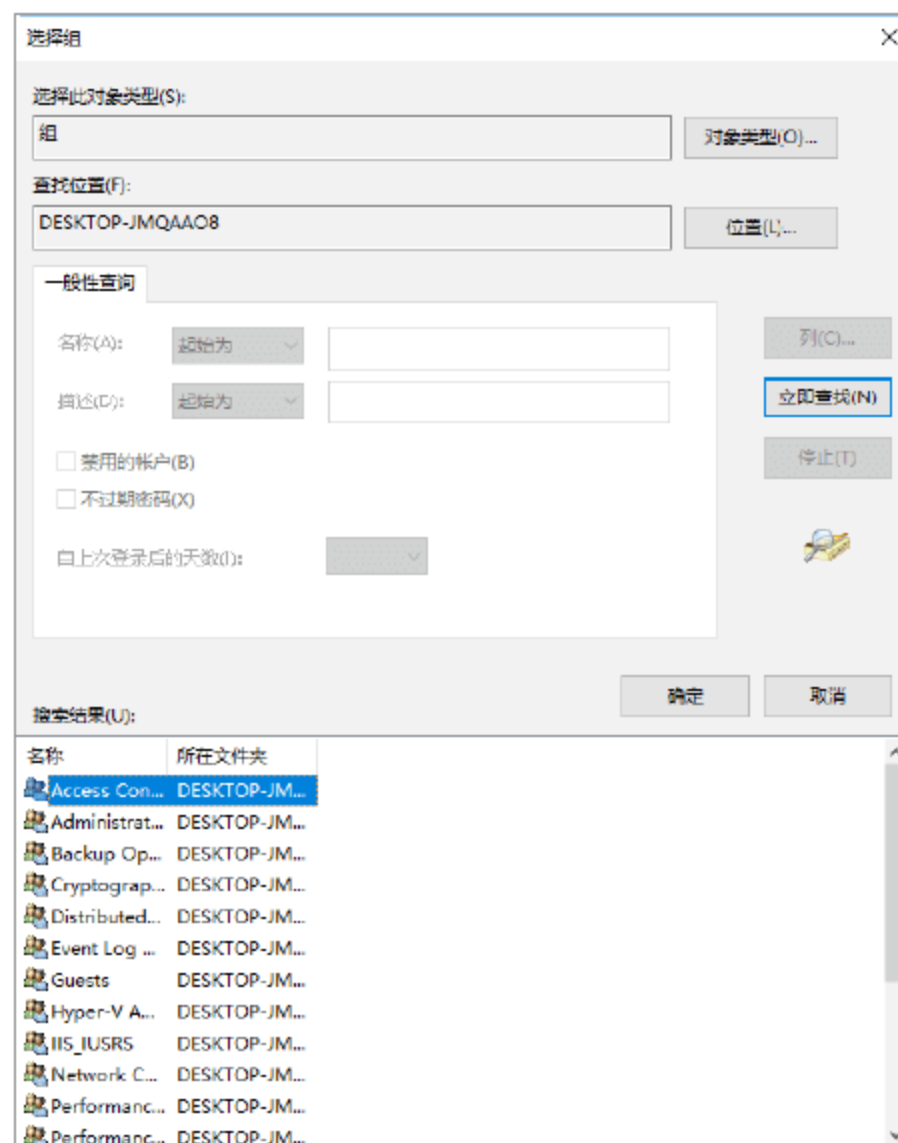 选择组
选择此对象类型(S):
组
对象类型(O)...
查找位置(F):
DESKTOP-JMQAAO8
位置(L)...
一般性查询
名称(A): 起始为
列(C)...
描述(D): 起始为
立即查找(N)
禁用的帐户(B)
停止(T)
不过期密码(X)
自上次登录后的天数(I):
确定 取消
搜索结果(U):
名称 所在文件夹
Access Con... DESKTOP-JM...
Administrat... DESKTOP-JM...
Backup Op... DESKTOP-JM...
Cryptograp... DESKTOP-JM...
Distributed... DESKTOP-JM...
Event Log ... DESKTOP-JM...
Guests DESKTOP-JM...
Hyper-V A... DESKTOP-JM...
IIS_IUSRS DESKTOP-JM...
Network C... DESKTOP-JM...
Performanc... DESKTOP-JM...
Performanc... DESKTOP-JM...